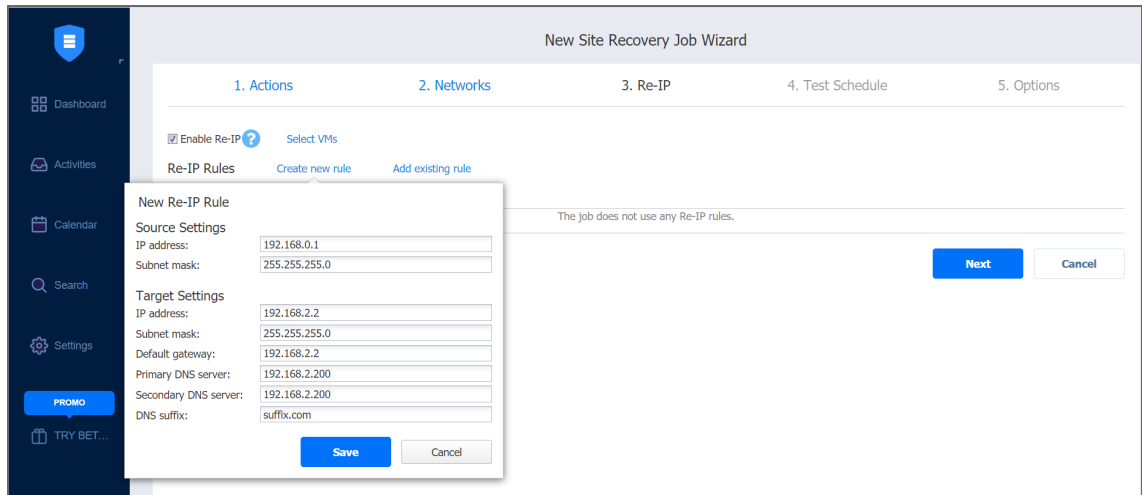 New Site Recovery Job Wizard
1. Actions 2. Networks 3. Re-IP 4. Test Schedule 5. Options
Dashboard
Activities
Calendar
Search
Settings
PROMO
TRY BET...
Enable Re-IP ? Select VMs
Re-IP Rules Create new rule Add existing rule
The job does not use any Re-IP rules.
Next Cancel
New Re-IP Rule
Source Settings
IP address: 192.168.0.1
Subnet mask: 255.255.255.0
Target Settings
IP address: 192.168.2.2
Subnet mask: 255.255.255.0
Default gateway: 192.168.2.2
Primary DNS server: 192.168.2.200
Secondary DNS server: 192.168.2.200
DNS suffix: suffix.com
Save Cancel